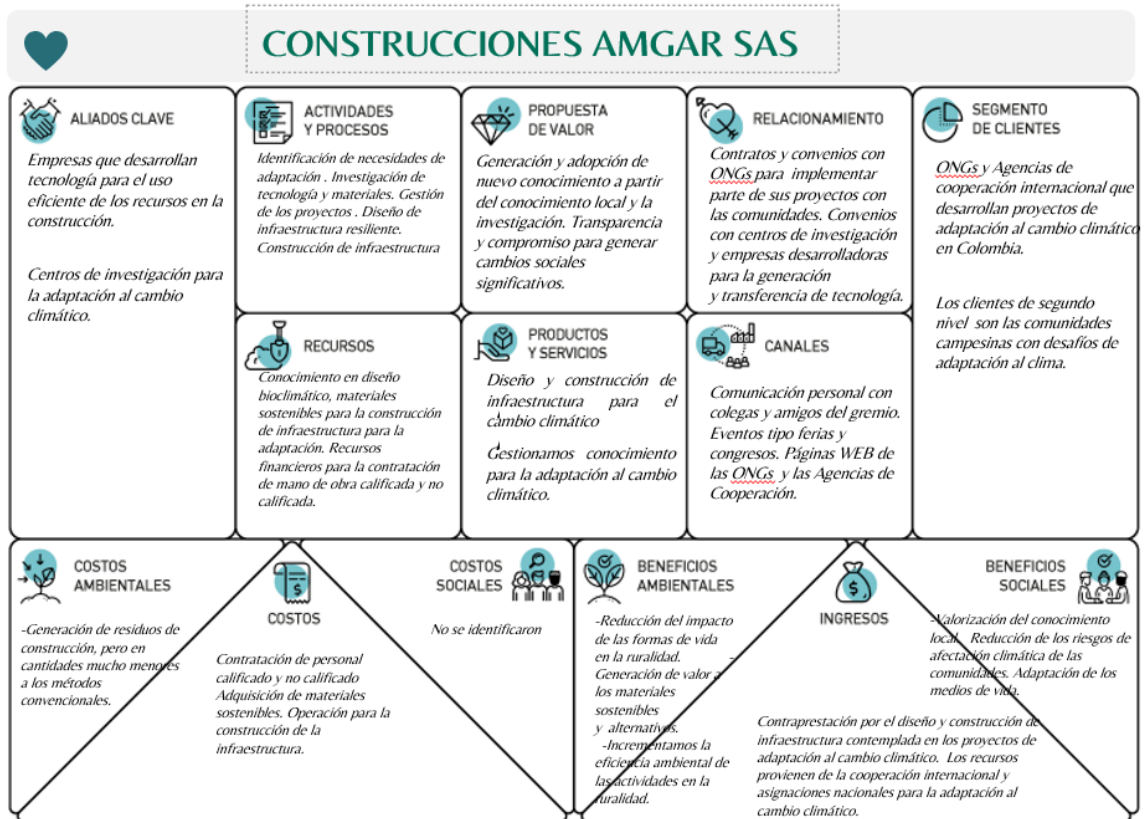 CONSTRUCCIONES AMGAR SAS
ALIADOS CLAVE
Empresas que desarrollan
tecnología para el uso
eficiente de los recursos en la
construcción.
Centros de investigación para
la adaptación al cambio
climático.
ACTIVIDADES
Y PROCESOS
Identificación de necesidades de
adaptación . Investigación de
tecnología y materiales. Gestión
de los proyectos . Diseño de
infraestructura resiliente.
Construcción de infraestructura
RECURSOS
Conocimiento en diseño
bioclimático, materiales
sostenibles para la construcción
de infraestructura para la
adaptación. Recursos
financieros para la contratación
de mano de obra calificada y no
calificada.
PROPUESTA
DE VALOR
Generación y adopción de
nuevo conocimiento a partir
del conocimiento local y la
investigación. Transparencia
y compromiso para generar
cambios sociales
significativos.
PRODUCTOS
Y SERVICIOS
Diseño y construcción de
infraestructura para el
cambio climático
Gestionamos conocimiento
para la adaptación al cambio
climático.
RELACIONAMIENTO
Contratos y convenios con
ONGs para implementar
parte de sus proyectos con
las comunidades. Convenios
con centros de investigación
y empresas desarrolladoras
para la generación
y transferencia de tecnología.
CANALES
Comunicación personal con
colegas y amigos del gremio.
Eventos tipo ferias y
congresos. Páginas WEB de
las ONGs y las Agencias de
Cooperación.
SEGMENTO
DE CLIENTES
ONGs y Agencias de
cooperación internacional que
desarrollan proyectos de
adaptación al cambio climático
en Colombia.
Los clientes de segundo
nivel son las comunidades
campesinas con desafíos de
adaptación al clima.
COSTOS
AMBIENTALES
-Generación de residuos de
construcción, pero en
cantidades mucho menores
a los métodos
convencionales.
COSTOS
Contratación de personal
calificado y no calificado
Adquisición de materiales
sostenibles. Operación para la
construcción de la
infraestructura.
COSTOS
SOCIALES
No se identificaron
BENEFICIOS
AMBIENTALES
-Reducción del impacto
de las formas de vida
en la ruralidad. -
Generación de valor a
los materiales
sostenibles
y alternativos.
-Incrementamos la
eficiencia ambiental de
las actividades en la
ruralidad.
INGRESOS
Contraprestación por el diseño y construcción de
infraestructura contemplada en los proyectos de
adaptación al cambio climático. Los recursos
provienen de la cooperación internacional y
asignaciones nacionales para la adaptación al
cambio climático.
BENEFICIOS
SOCIALES
-Valorización del conocimiento
local. Reducción de los riesgos de
afectación climática de las
comunidades. Adaptación de los
medios de vida.